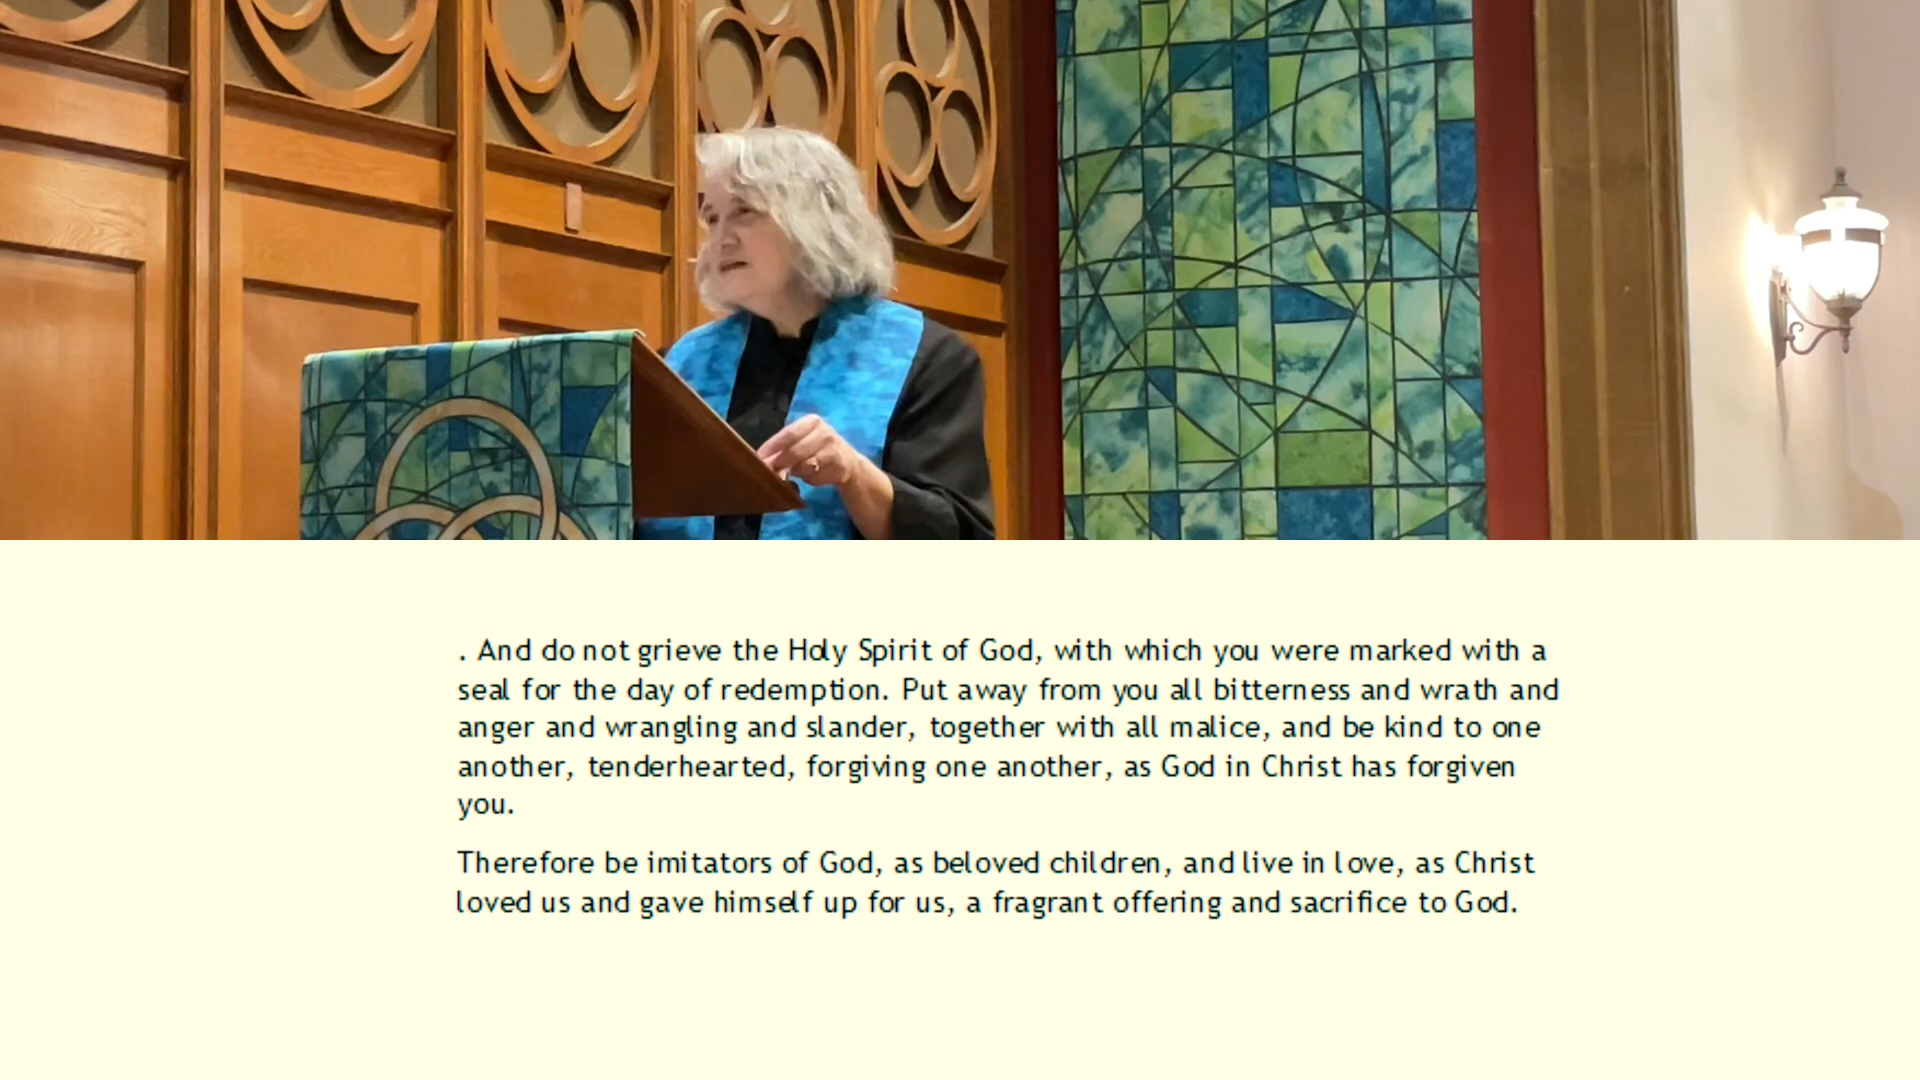 . And do not grieve the Holy Spirit of God, with which you were marked with a
seal for the day of redemption. Put away from you all bitterness and wrath and
anger and wrangling and slander, together with all malice, and be kind to one
another, tenderhearted, forgiving one another, as God in Christ has forgiven
you.
Therefore be imitators of God, as beloved children, and live in love, as Christ
loved us and gave himself up for us, a fragrant offering and sacrifice to God.